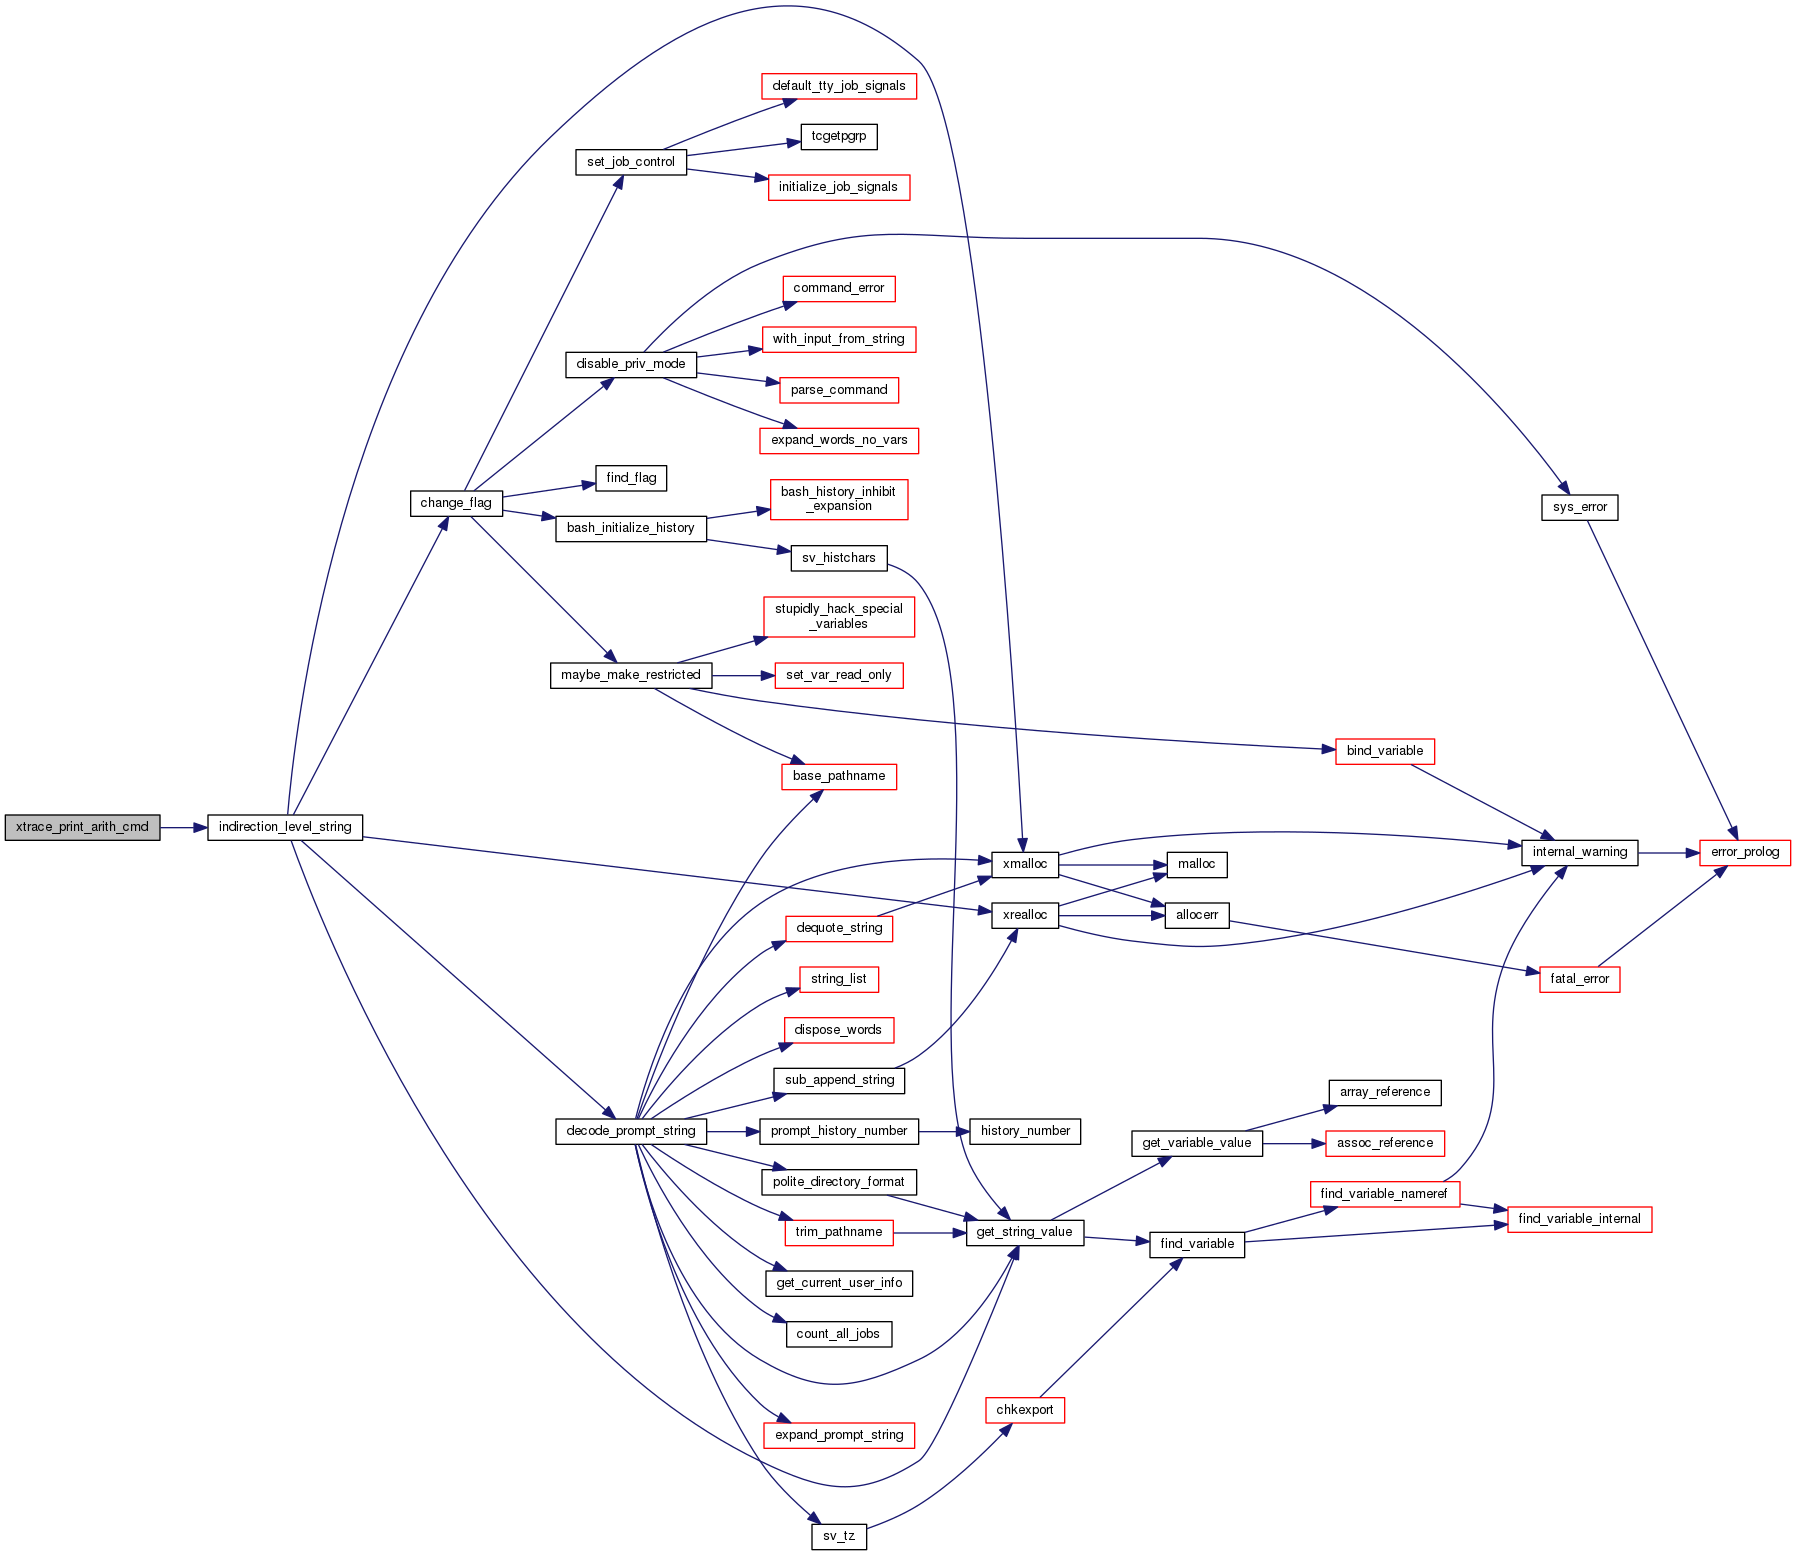 default_tty_job_signals
tcgetpgrp
set_job_control
initialize_job_signals
command_error
with_input_from_string
disable_priv_mode
parse_command
expand_words_no_vars
find_flag
bash_history_inhibit
_expansion
change_flag
sys_error
bash_initialize_history
sv_histchars
stupidly_hack_special
_variables
maybe_make_restricted
set_var_read_only
bind_variable
base_pathname
xtrace_print_arith_cmd
indirection_level_string
internal_warning
error_prolog
xmalloc
malloc
xrealloc
allocerr
dequote_string
string_list
fatal_error
dispose_words
sub_append_string
array_reference
decode_prompt_string
prompt_history_number
history_number
get_variable_value
assoc_reference
polite_directory_format
find_variable_nameref
find_variable_internal
trim_pathname
get_string_value
find_variable
get_current_user_info
count_all_jobs
chkexport
expand_prompt_string
sv_tz